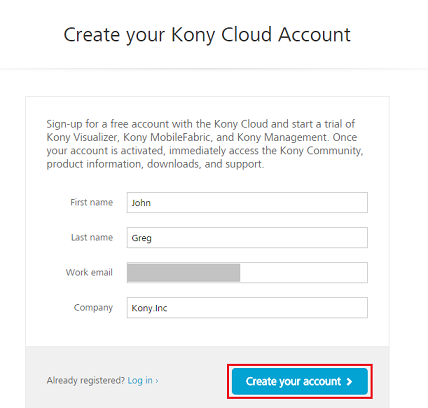 Create your Kony Cloud Account
Sign-up for a free account with the Kony Cloud and start a trial of
Kony Visualizer, Kony MobileFabric, and Kony Management. Once
your account is activated, immediately access the Kony Community,
product information, downloads, and support.
First name John
Last name Greg
Work email
Company Kony.Inc
Already registered? Log in ›
Create your account ›